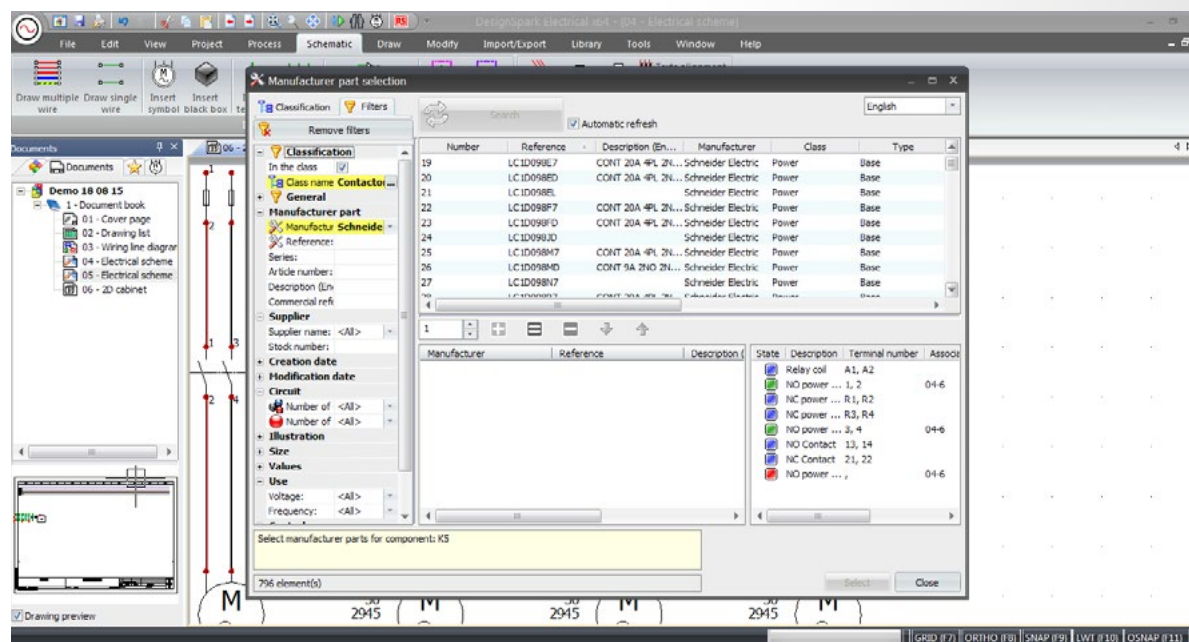 DesignSpark Electrical x64 - [04 - Electrical scheme]
File Edit View Project Process Schematic Draw Modify Import/Export Library Tools Window Help
Draw multiple wire
Draw single wire
Insert symbol
Insert black box
Manufacturer part selection
Classification Filters
Remove filters
Search
Automatic refresh
English
Documents
Documents
Demo 18 08 15
1 - Document book
01 - Cover page
02 - Drawing list
03 - Wiring line diagrar
04 - Electrical scheme
05 - Electrical scheme
06 - 2D cabinet
Drawing preview
Classification
In the class
Class name Contactor
General
Manufacturer part
Manufactur Schneide
Reference:
Series:
Article number:
Description (En
Commercial refe
Supplier
Supplier name: <All>
Stock number:
Creation date
Modification date
Circuit
Number of <All>
Number of <All>
Illustration
Size
Values
Use
Voltage: <All>
Frequency: <All>
Number Reference Description (En... Manufacturer Class Type
19 LC1D098E7 CONT 20A 4PL 2N... Schneider Electric Power Base
20 LC1D098ED CONT 20A 4PL 2N... Schneider Electric Power Base
21 LC1D098EL Schneider Electric Power Base
22 LC1D098F7 CONT 20A 4PL 2N... Schneider Electric Power Base
23 LC1D098FD CONT 20A 4PL 2N... Schneider Electric Power Base
24 LC1D098JD Schneider Electric Power Base
25 LC1D098M7 CONT 20A 4PL 2N... Schneider Electric Power Base
26 LC1D098MD CONT 9A 2NO 2N... Schneider Electric Power Base
27 LC1D098N7 Schneider Electric Power Base
1
Manufacturer Reference Description (
State Description Terminal number Associa
Relay coil A1, A2
NO power ... 1, 2 04-6
NC power ... R1, R2
NC power ... R3, R4
NO power ... 3, 4 04-6
NO Contact 13, 14
NC Contact 21, 22
NO power ... , 04-6
Select manufacturer parts for component: K5
796 element(s)
Select Close
1
2
1 3
2 4
M M M M
2945 2945 2945
GRID (F7) ORTHO (F8) SNAP (F9) LWT (F10) OSNAP (F11)